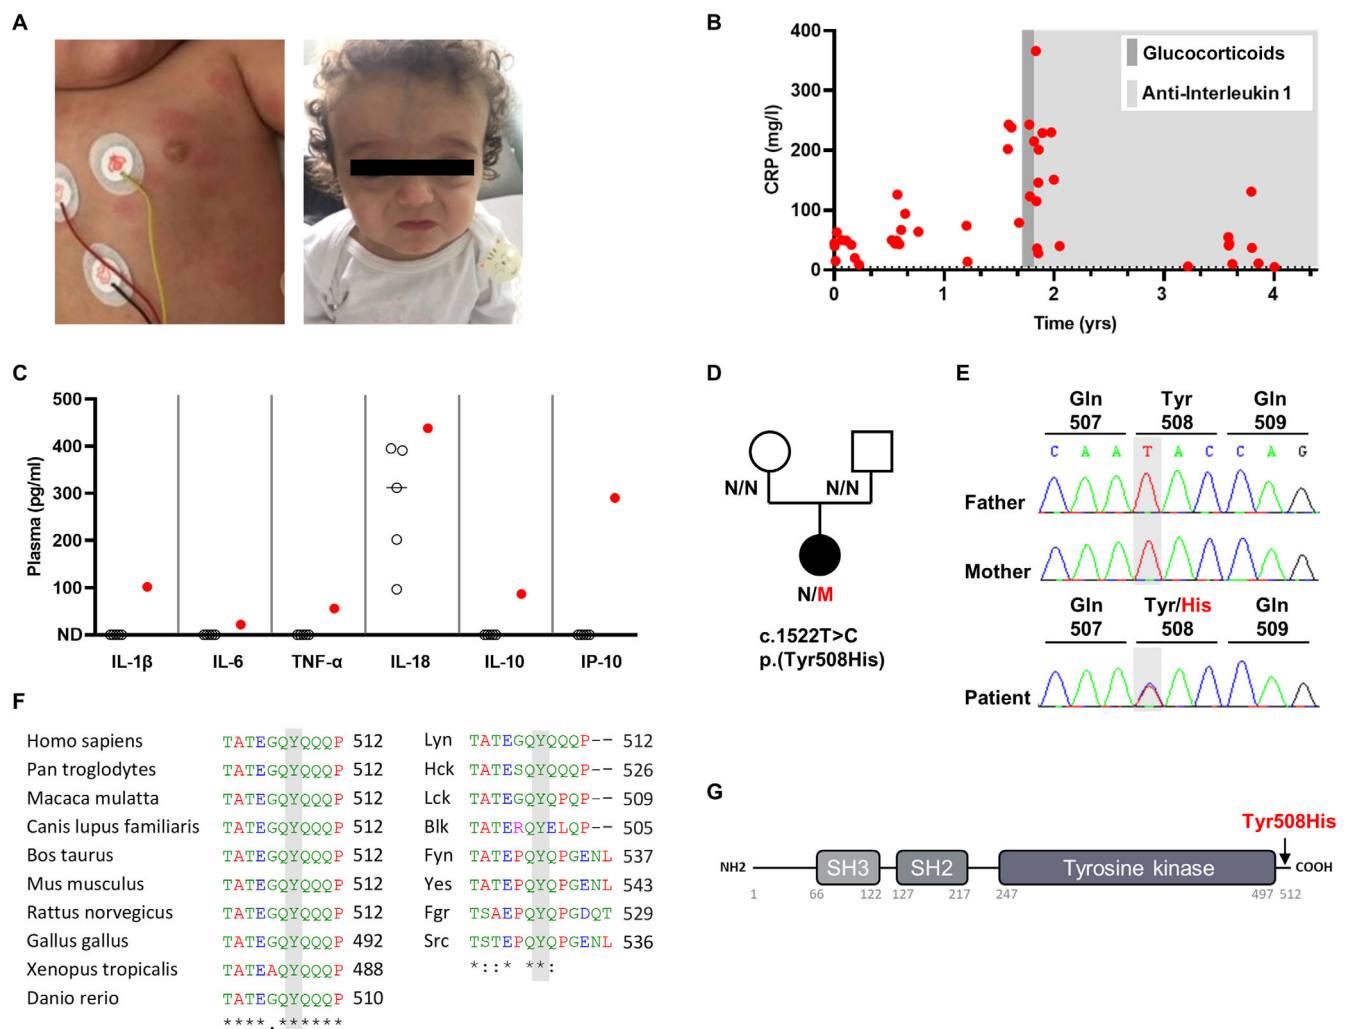 A
B
400
300
200
100
0
CRP (mg/l)
Glucocorticoids
Anti-Interleukin 1
0 1 2 3 4
Time (yrs)
C
500
400
300
200
100
ND
Plasma (pg/ml)
IL-1β IL-6 TNF-α IL-18 IL-10 IP-10
D
N/N N/N
N/M
c.1522T>C
p.(Tyr508His)
E
Gln Tyr Gln
507 508 509
C A A T A C C A G
Father
Mother
Gln Tyr/His Gln
507 508 509
Patient
F
Homo sapiens TATEGQYQQQP 512
Pan troglodytes TATEGQYQQQP 512
Macaca mulatta TATEGQYQQQP 512
Canis lupus familiaris TATEGQYQQQP 512
Bos taurus TATEGQYQQQP 512
Mus musculus TATEGQYQQQP 512
Rattus norvegicus TATEGQYQQQP 512
Gallus gallus TATEGQYQQQP 492
Xenopus tropicalis TATEAQYQQQP 488
Danio rerio TATEGQYQQQP 510
****.******
Lyn TATEGQYQQQP-- 512
Hck TATESQYQQQP-- 526
Lck TATEGQYQPQP-- 509
Blk TATERQYELQP-- 505
Fyn TATEPQYQPGENL 537
Yes TATEPQYQPGENL 543
Fgr TSAEPQYQPGDQT 529
Src TSTEPQYQPGENL 536
*::* **:
G
Tyr508His
NH2 SH3 SH2 Tyrosine kinase COOH
1 66 122 127 217 247 497 512